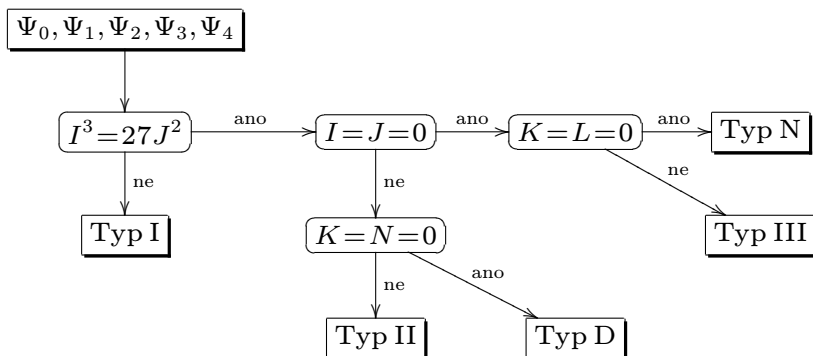 Ψ₀, Ψ₁, Ψ₂, Ψ₃, Ψ₄
I³=27J²
ano
I=J=0
ano
K=L=0
ano
Typ N
ne
ne
ne
Typ I
K=N=0
Typ III
ne
ano
Typ II
Typ D